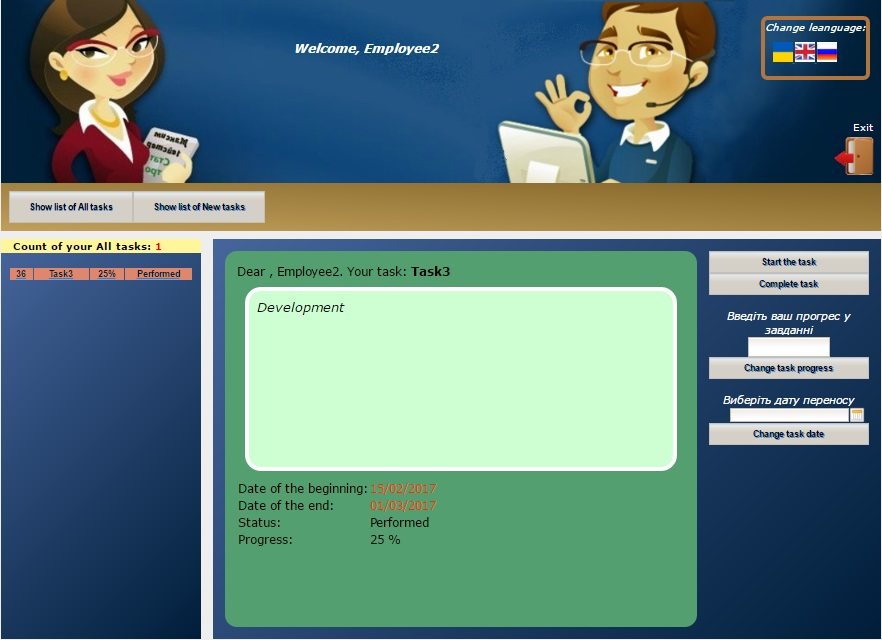 Welcome, Employee2
Change leanguage:
Exit
Show list of All tasks
Show list of New tasks
Count of your All tasks: 1
36 Task3 25% Performed
Dear , Employee2. Your task: Task3
Development
Date of the beginning: 15/02/2017
Date of the end: 01/03/2017
Status: Performed
Progress: 25 %
Start the task
Complete task
Введіть ваш прогрес у
завданні
Change task progress
Виберіть дату переносу
Change task date